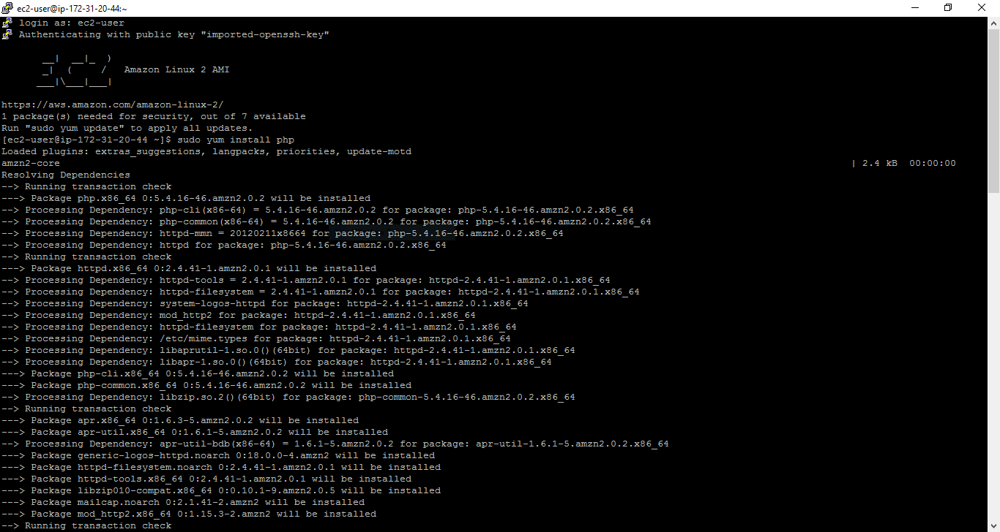 ec2-user@ip-172-31-20-44:~
login as: ec2-user
Authenticating with public key "imported-openssh-key"
__|  __|_  )
_|  (     /   Amazon Linux 2 AMI
___|\___|___|
https://aws.amazon.com/amazon-linux-2/
1 package(s) needed for security, out of 7 available
Run "sudo yum update" to apply all updates.
[ec2-user@ip-172-31-20-44 ~]$ sudo yum install php
Loaded plugins: extras_suggestions, langpacks, priorities, update-motd
amzn2-core | 2.4 kB  00:00:00
Resolving Dependencies
--> Running transaction check
---> Package php.x86_64 0:5.4.16-46.amzn2.0.2 will be installed
--> Processing Dependency: php-cli(x86-64) = 5.4.16-46.amzn2.0.2 for package: php-5.4.16-46.amzn2.0.2.x86_64
--> Processing Dependency: php-common(x86-64) = 5.4.16-46.amzn2.0.2 for package: php-5.4.16-46.amzn2.0.2.x86_64
--> Processing Dependency: httpd-mmn = 20120211x8664 for package: php-5.4.16-46.amzn2.0.2.x86_64
--> Processing Dependency: httpd for package: php-5.4.16-46.amzn2.0.2.x86_64
--> Running transaction check
---> Package httpd.x86_64 0:2.4.41-1.amzn2.0.1 will be installed
--> Processing Dependency: httpd-tools = 2.4.41-1.amzn2.0.1 for package: httpd-2.4.41-1.amzn2.0.1.x86_64
--> Processing Dependency: httpd-filesystem = 2.4.41-1.amzn2.0.1 for package: httpd-2.4.41-1.amzn2.0.1.x86_64
--> Processing Dependency: system-logos-httpd for package: httpd-2.4.41-1.amzn2.0.1.x86_64
--> Processing Dependency: mod_http2 for package: httpd-2.4.41-1.amzn2.0.1.x86_64
--> Processing Dependency: httpd-filesystem for package: httpd-2.4.41-1.amzn2.0.1.x86_64
--> Processing Dependency: /etc/mime.types for package: httpd-2.4.41-1.amzn2.0.1.x86_64
--> Processing Dependency: libaprutil-1.so.0()(64bit) for package: httpd-2.4.41-1.amzn2.0.1.x86_64
--> Processing Dependency: libapr-1.so.0()(64bit) for package: httpd-2.4.41-1.amzn2.0.1.x86_64
---> Package php-cli.x86_64 0:5.4.16-46.amzn2.0.2 will be installed
---> Package php-common.x86_64 0:5.4.16-46.amzn2.0.2 will be installed
--> Processing Dependency: libzip.so.2()(64bit) for package: php-common-5.4.16-46.amzn2.0.2.x86_64
--> Running transaction check
---> Package apr.x86_64 0:1.6.3-5.amzn2.0.2 will be installed
---> Package apr-util.x86_64 0:1.6.1-5.amzn2.0.2 will be installed
--> Processing Dependency: apr-util-bdb(x86-64) = 1.6.1-5.amzn2.0.2 for package: apr-util-1.6.1-5.amzn2.0.2.x86_64
---> Package generic-logos-httpd.noarch 0:18.0.0-4.amzn2 will be installed
---> Package httpd-filesystem.noarch 0:2.4.41-1.amzn2.0.1 will be installed
---> Package httpd-tools.x86_64 0:2.4.41-1.amzn2.0.1 will be installed
---> Package libzip010-compat.x86_64 0:0.10.1-9.amzn2.0.5 will be installed
---> Package mailcap.noarch 0:2.1.41-2.amzn2 will be installed
---> Package mod_http2.x86_64 0:1.15.3-2.amzn2 will be installed
--> Running transaction check